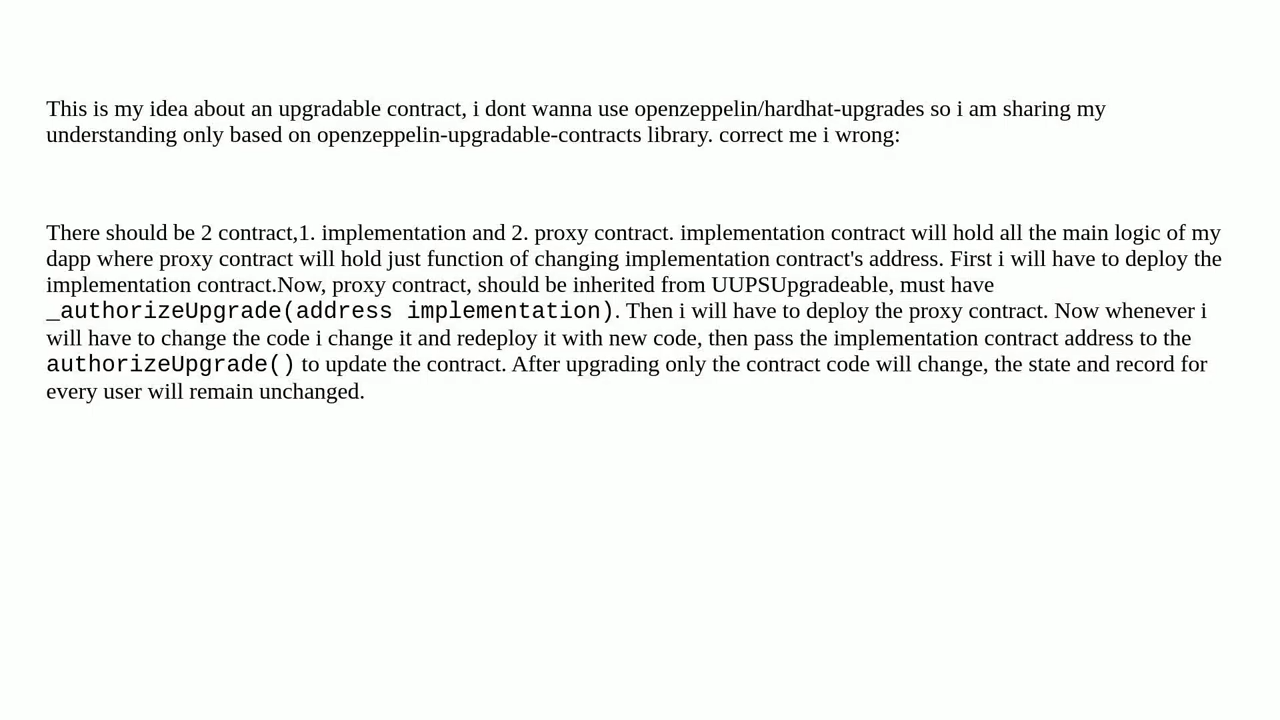 This is my idea about an upgradable contract, i dont wanna use openzeppelin/hardhat-upgrades so i am sharing my
understanding only based on openzeppelin-upgradable-contracts library. correct me i wrong:
There should be 2 contract,1. implementation and 2. proxy contract. implementation contract will hold all the main logic of my
dapp where proxy contract will hold just function of changing implementation contract's address. First i will have to deploy the
implementation contract.Now, proxy contract, should be inherited from UUPSUpgradeable, must have
_authorizeUpgrade(address implementation). Then i will have to deploy the proxy contract. Now whenever i
will have to change the code i change it and redeploy it with new code, then pass the implementation contract address to the
authorizeUpgrade() to update the contract. After upgrading only the contract code will change, the state and record for
every user will remain unchanged.